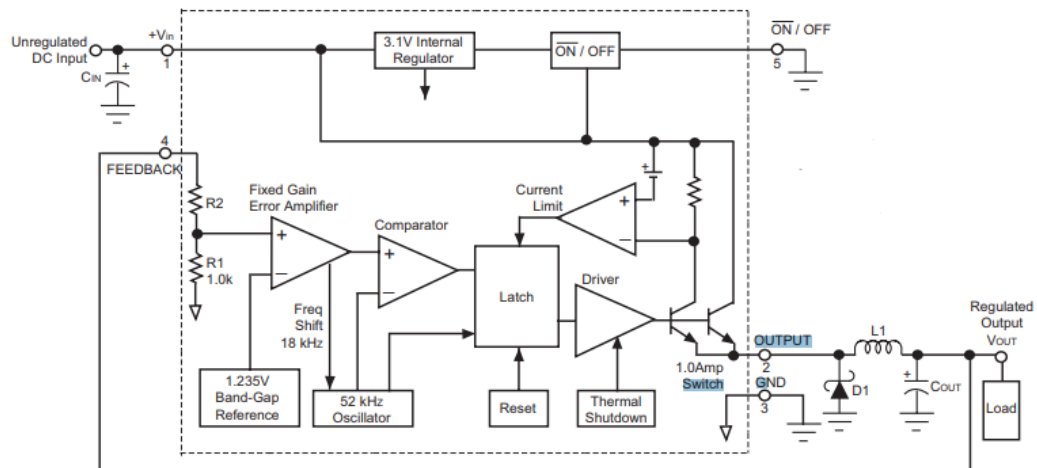 Unregulated
DC Input
+Vin
1
CIN
+
3.1V Internal
Regulator
ON / OFF
ON / OFF
5
4
FEEDBACK
R2
R1
1.0k
Fixed Gain
Error Amplifier
+
−
Freq
Shift
18 kHz
Comparator
+
−
Current
Limit
+
−
+
Latch
Driver
1.0Amp
Switch
OUTPUT
2
GND
3
L1
D1
+
COUT
Regulated
Output
VOUT
Load
1.235V
Band-Gap
Reference
52 kHz
Oscillator
Reset
Thermal
Shutdown